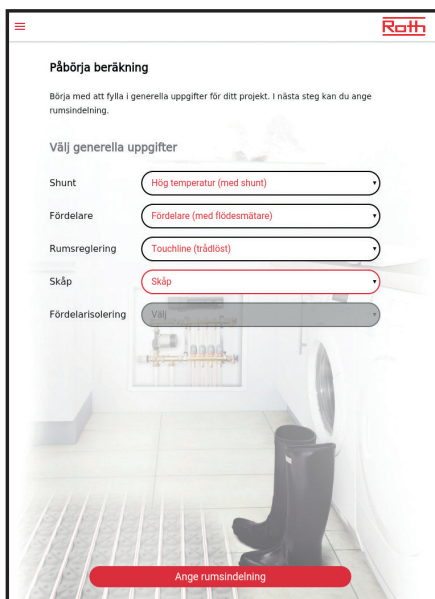 Roth
Påbörja beräkning
Börja med att fylla i generella uppgifter för ditt projekt. I nästa steg kan du ange
rumsindelning.
Välj generella uppgifter
Shunt Hög temperatur (med shunt)
Fördelare Fördelare (med flödesmätare)
Rumsreglering Touchline (trådlöst)
Skåp Skåp
Fördelarisolering Välj
Ange rumsindelning